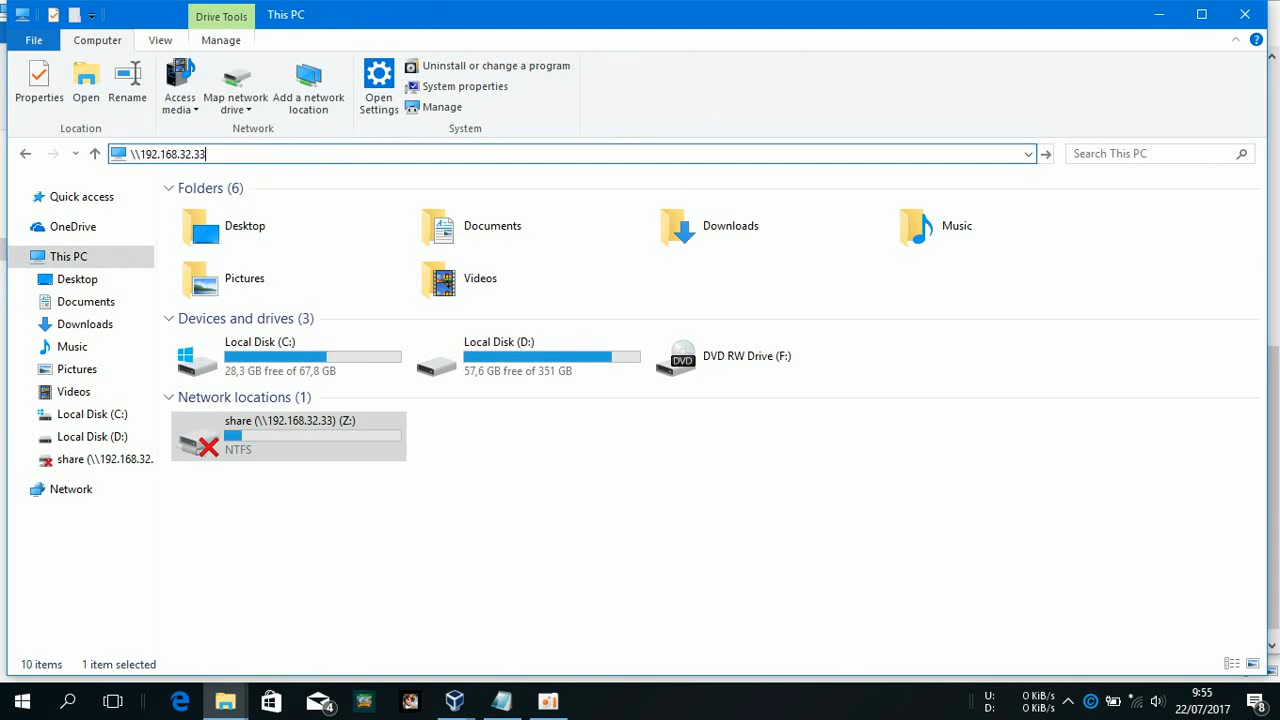 Drive Tools
This PC
File
Computer
View
Manage
Properties
Open
Rename
Access media
Map network drive
Add a network location
Open Settings
Uninstall or change a program
System properties
Manage
Location
Network
System
\\192.168.32.33
Search This PC
Quick access
OneDrive
This PC
Desktop
Documents
Downloads
Music
Pictures
Videos
Local Disk (C:)
Local Disk (D:)
share (\\192.168.32.
Network
Folders (6)
Desktop
Documents
Downloads
Music
Pictures
Videos
Devices and drives (3)
Local Disk (C:)
28,3 GB free of 67,8 GB
Local Disk (D:)
57,6 GB free of 351 GB
DVD
DVD RW Drive (F:)
Network locations (1)
share (\\192.168.32.33) (Z:)
NTFS
10 items
1 item selected
4
U: 0 KiB/s
D: 0 KiB/s
9:55
22/07/2017
8